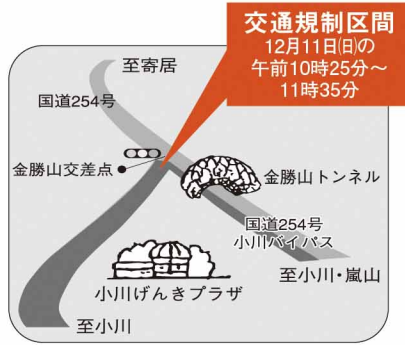 交通規制区間
12月11日(日)の
午前10時25分～
11時35分
至寄居
国道254号
金勝山交差点
金勝山トンネル
国道254号
小川バイパス
至小川・嵐山
小川げんきプラザ
至小川